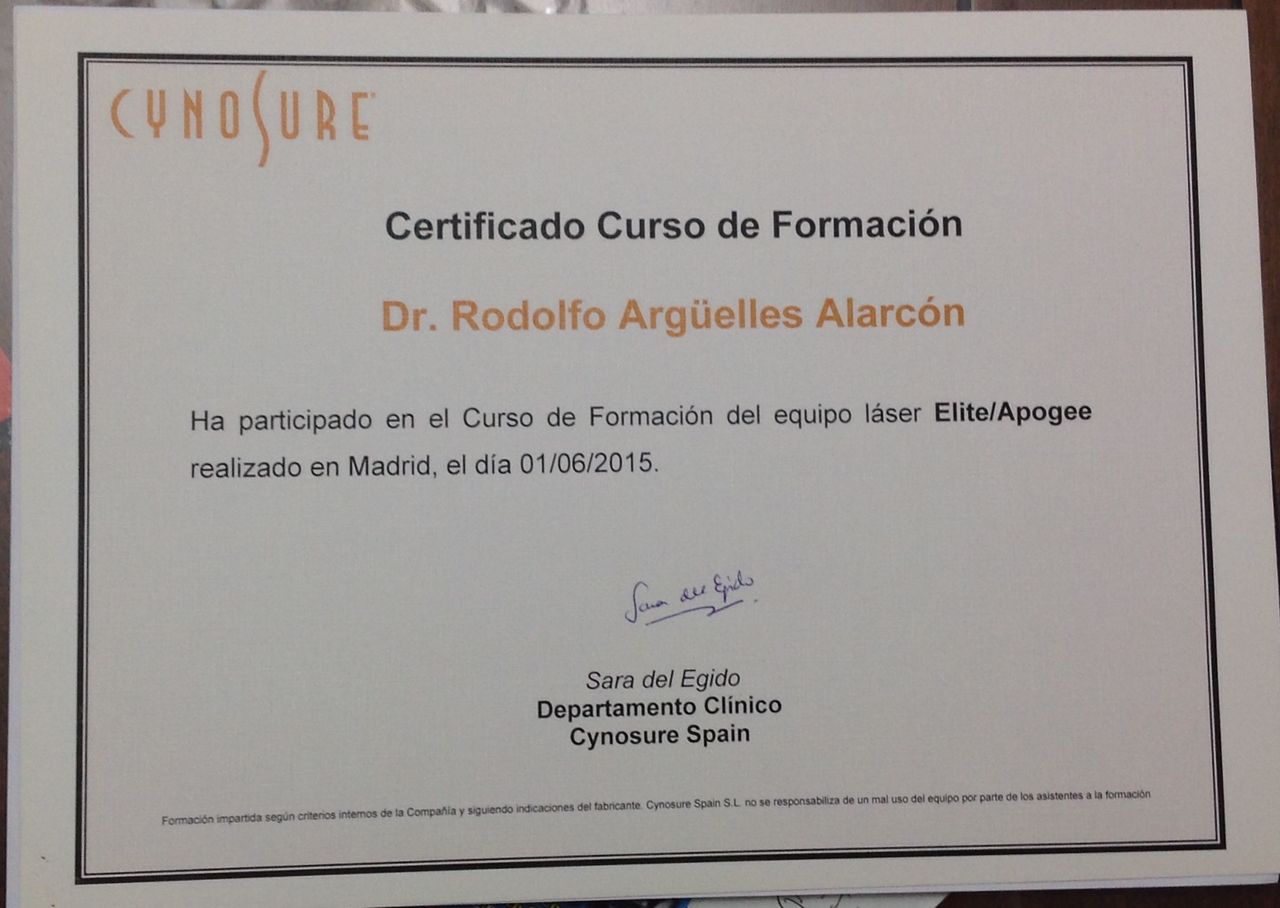 CYNOSURE
Certificado Curso de Formación
Dr. Rodolfo Argüelles Alarcón
Ha participado en el Curso de Formación del equipo láser Elite/Apogee
realizado en Madrid, el día 01/06/2015.
Sara del Egido
Sara del Egido
Departamento Clínico
Cynosure Spain
Formación impartida según criterios internos de la Compañía y siguiendo indicaciones del fabricante. Cynosure Spain S.L. no se responsabiliza de un mal uso del equipo por parte de los asistentes a la formación